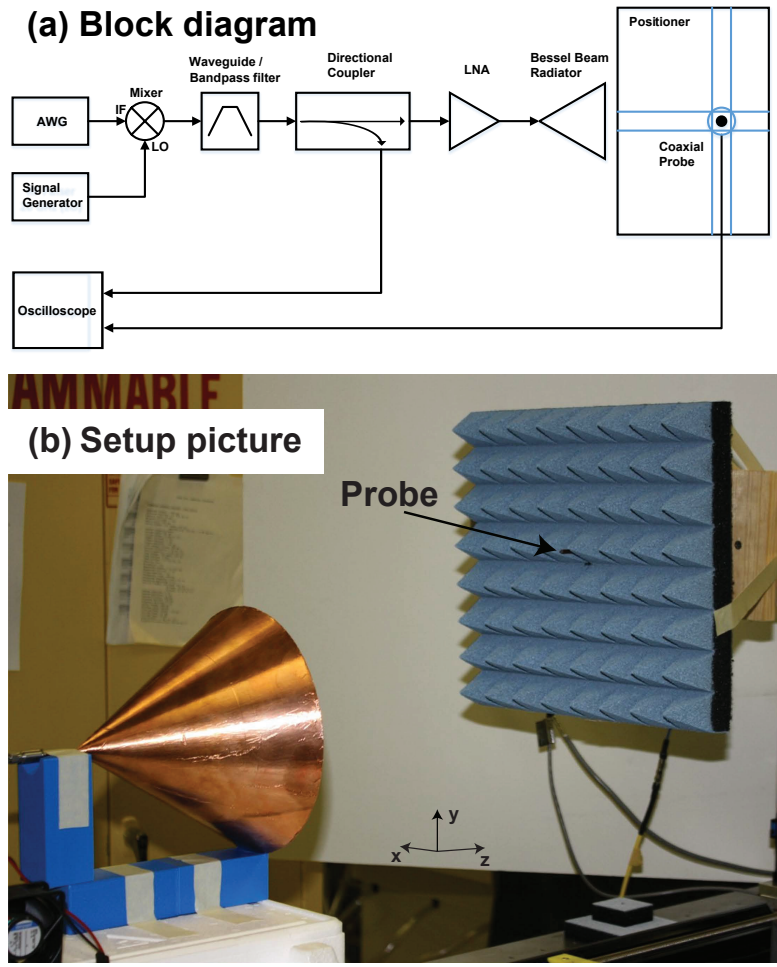 (a) Block diagram
Positioner
Waveguide /
Bandpass filter
Directional
Coupler
LNA
Bessel Beam
Radiator
Mixer
IF
AWG
LO
Coaxial
Probe
Signal
Generator
Oscilloscope
AMMABLE
(b) Setup picture
Probe
y
x
z